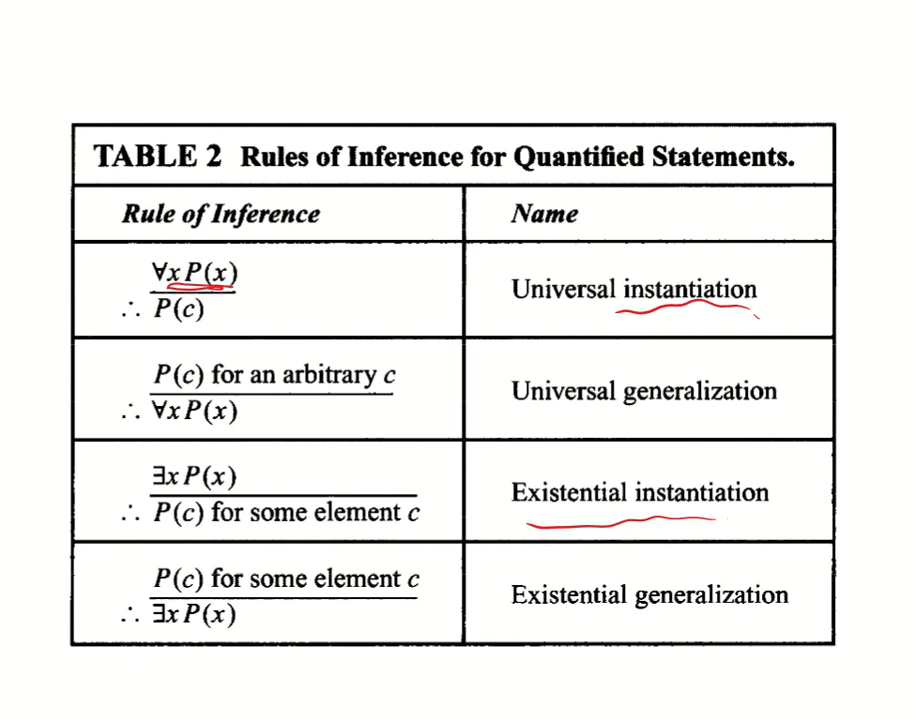 TABLE 2 Rules of Inference for Quantified Statements.
Rule of Inference Name
∀x P(x)
∴ P(c)
Universal instantiation
P(c) for an arbitrary c
∴ ∀x P(x)
Universal generalization
∃x P(x)
∴ P(c) for some element c
Existential instantiation
P(c) for some element c
∴ ∃x P(x)
Existential generalization